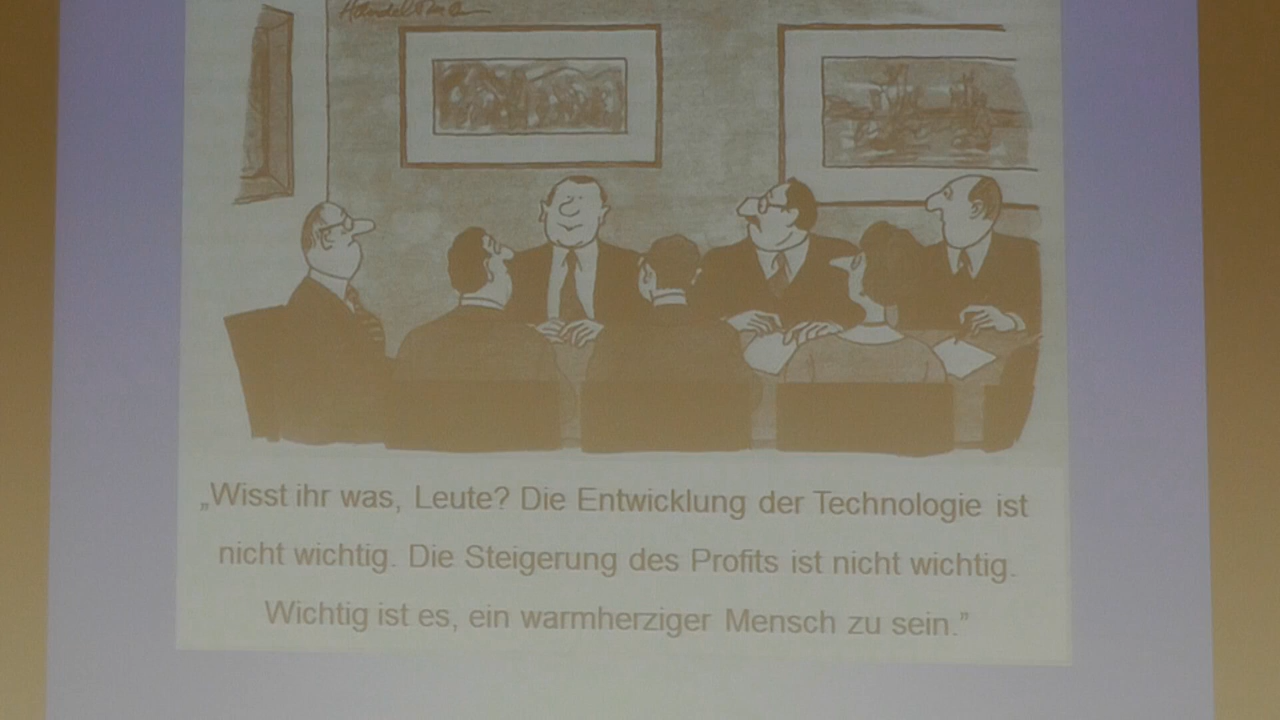 Handelsman
„Wisst ihr was, Leute? Die Entwicklung der Technologie ist
nicht wichtig. Die Steigerung des Profits ist nicht wichtig.
Wichtig ist es, ein warmherziger Mensch zu sein.”